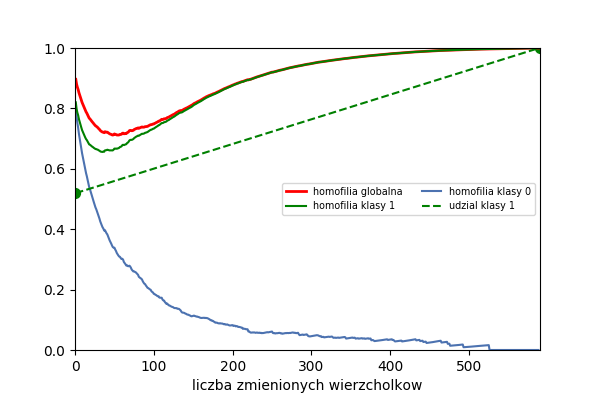 1.0
0.8
0.6
0.4
0.2
0.0
homofilia globalna
homofilia klasy 1
homofilia klasy 0
udzial klasy 1
0 100 200 300 400 500
liczba zmienionych wierzcholkow